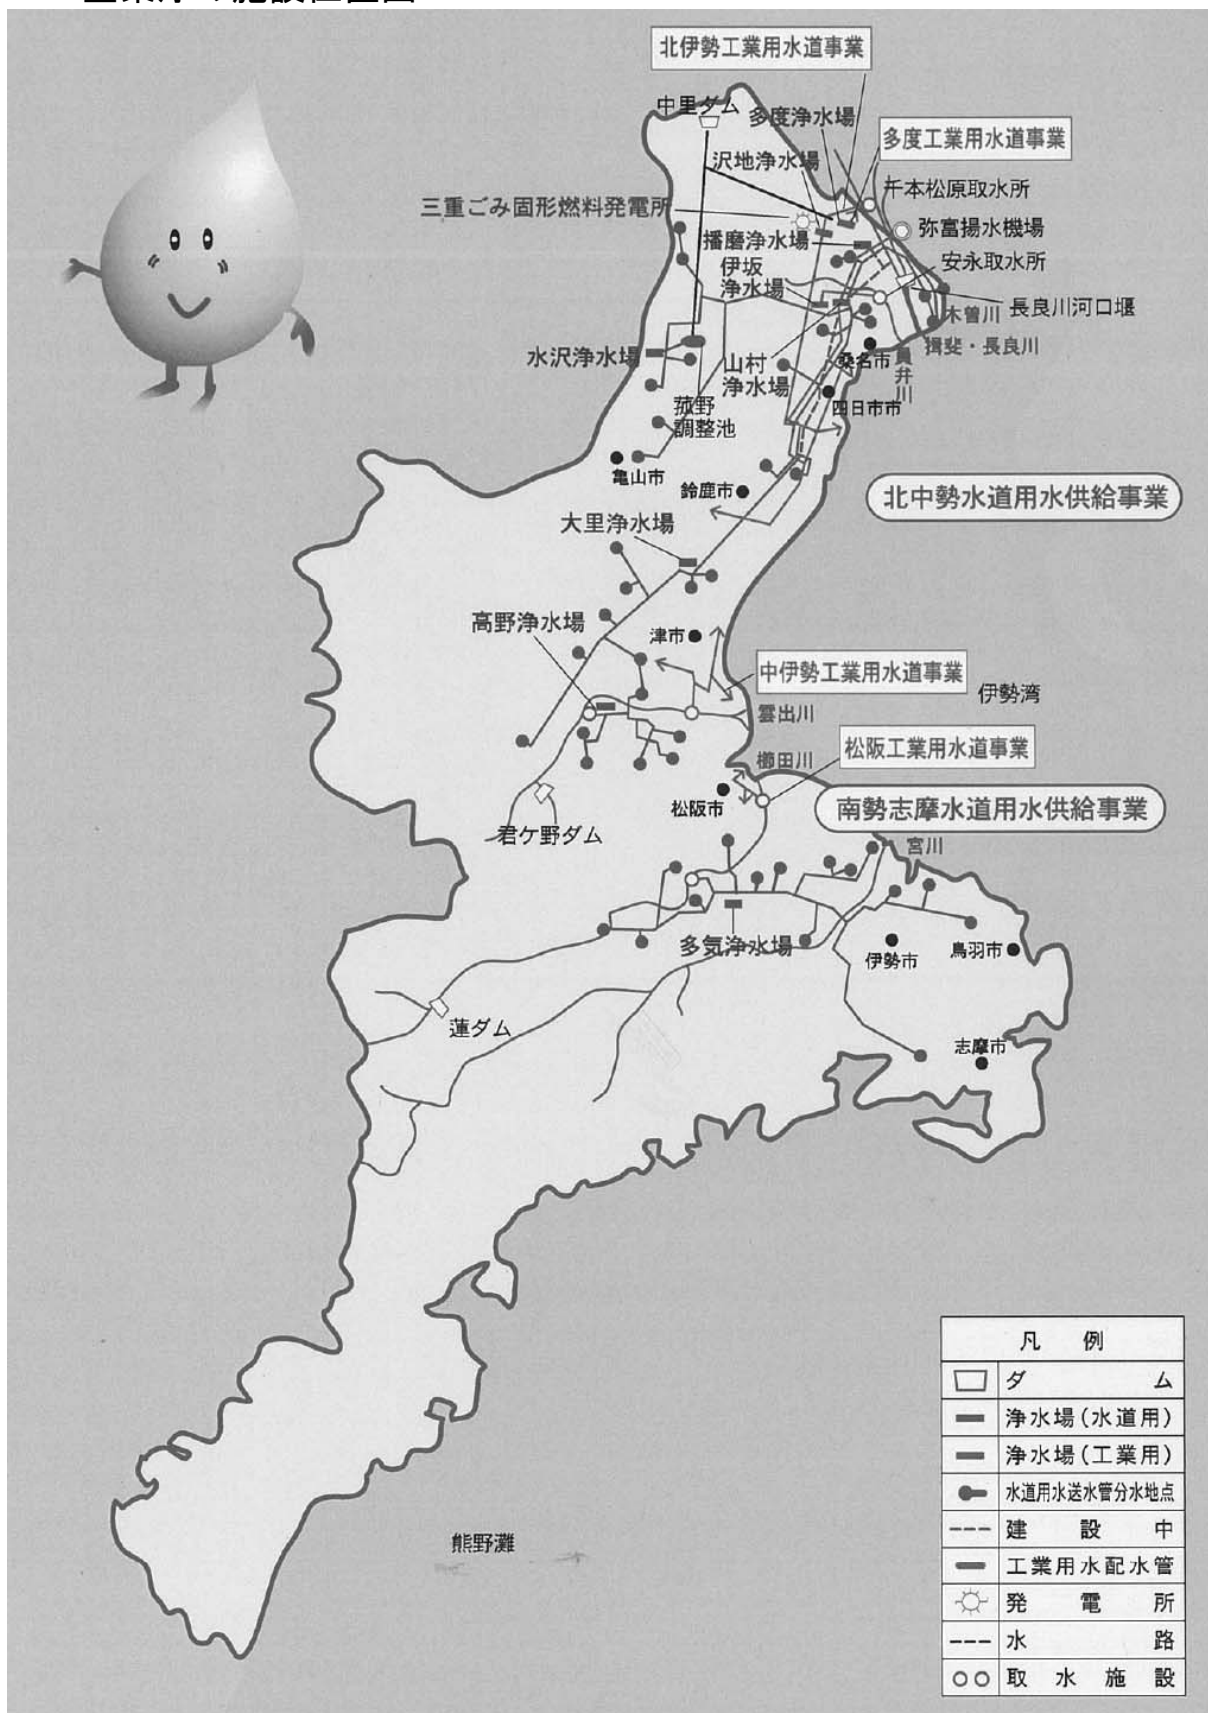 北伊勢工業用水道事業
中里ダム
多度浄水場
多度工業用水道事業
沢地浄水場
千本松原取水所
三重ごみ固形燃料発電所
弥富揚水機場
播磨浄水場
伊坂
浄水場
安永取水所
長良川河口堰
木曽川
揖斐・長良川
水沢浄水場
山村
浄水場
桑名市
員弁川
四日市市
菰野
調整池
亀山市
鈴鹿市
北中勢水道用水供給事業
大里浄水場
高野浄水場
津市
中伊勢工業用水道事業
伊勢湾
雲出川
松阪工業用水道事業
櫛田川
松阪市
南勢志摩水道用水供給事業
君ケ野ダム
宮川
多気浄水場
伊勢市
鳥羽市
蓮ダム
志摩市
熊野灘
凡例
ダム
浄水場(水道用)
浄水場(工業用)
水道用水送水管分水地点
建設中
工業用水配水管
発電所
水路
取水施設